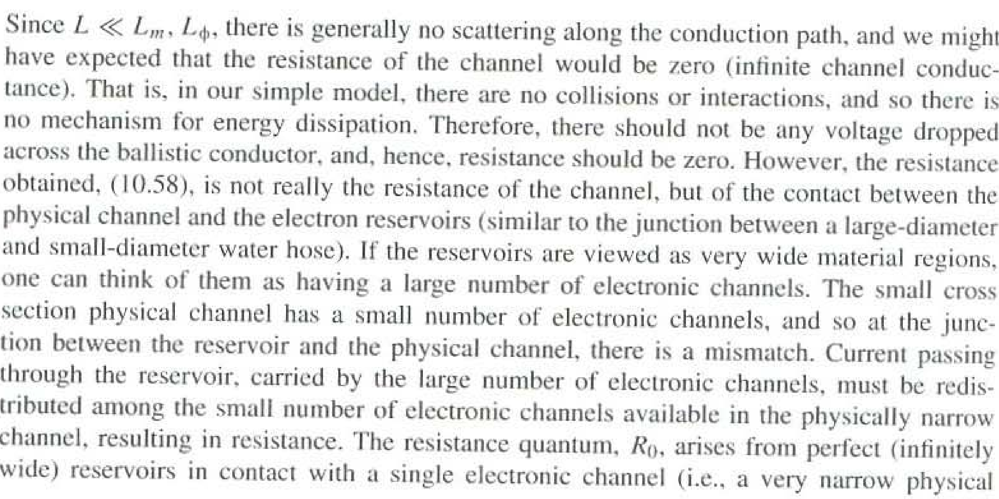 Since L ≪ Lm, Lϕ, there is generally no scattering along the conduction path, and we might
have expected that the resistance of the channel would be zero (infinite channel conduc-
tance). That is, in our simple model, there are no collisions or interactions, and so there is
no mechanism for energy dissipation. Therefore, there should not be any voltage dropped
across the ballistic conductor, and, hence, resistance should be zero. However, the resistance
obtained, (10.58), is not really the resistance of the channel, but of the contact between the
physical channel and the electron reservoirs (similar to the junction between a large-diameter
and small-diameter water hose). If the reservoirs are viewed as very wide material regions,
one can think of them as having a large number of electronic channels. The small cross
section physical channel has a small number of electronic channels, and so at the junc-
tion between the reservoir and the physical channel, there is a mismatch. Current passing
through the reservoir, carried by the large number of electronic channels, must be redis-
tributed among the small number of electronic channels available in the physically narrow
channel, resulting in resistance. The resistance quantum, R0, arises from perfect (infinitely
wide) reservoirs in contact with a single electronic channel (i.e., a very narrow physical